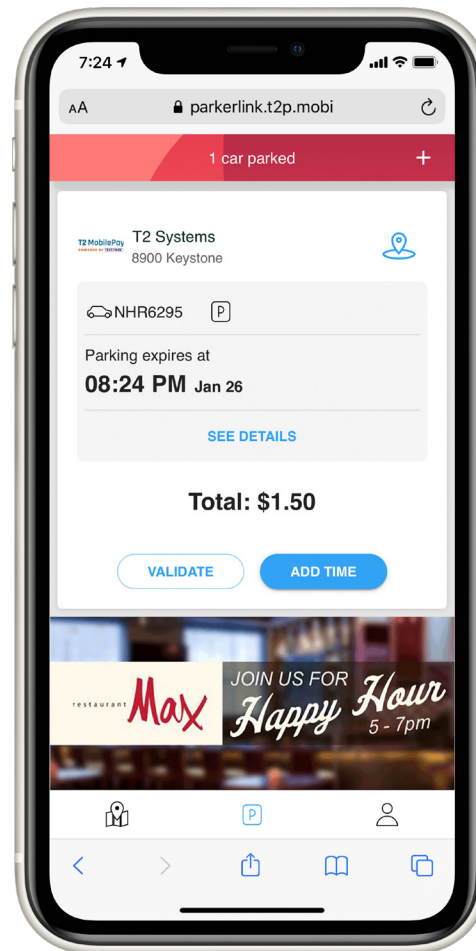 7:24
AA parkerlink.t2p.mobi
1 car parked +
T2 MobilePay
T2 Systems
8900 Keystone
NHR6295 P
Parking expires at
08:24 PM Jan 26
SEE DETAILS
Total: $1.50
VALIDATE ADD TIME
restaurant Max
JOIN US FOR
Happy Hour
5 - 7pm
P